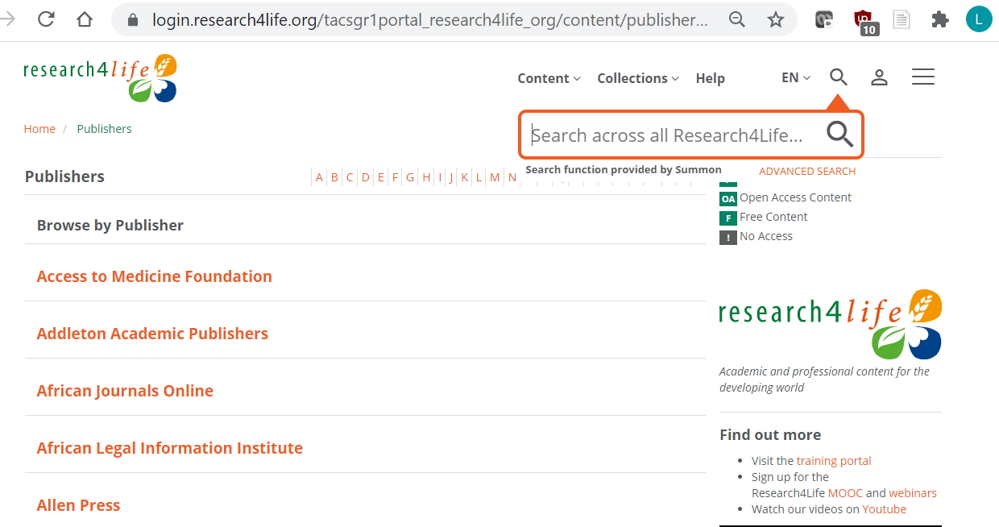 login.research4life.org/tacsgr1portal_research4life_org/content/publisher...
10
L
research4life
Content
Collections
Help
EN
Home / Publishers
Search across all Research4Life...
Search function provided by Summon
ADVANCED SEARCH
Publishers
A B C D E F G H I J K L M N
OA Open Access Content
F Free Content
! No Access
Browse by Publisher
Access to Medicine Foundation
Addleton Academic Publishers
African Journals Online
African Legal Information Institute
Allen Press
research4life
Academic and professional content for the
developing world
Find out more
Visit the training portal
Sign up for the
Research4Life MOOC and webinars
Watch our videos on Youtube